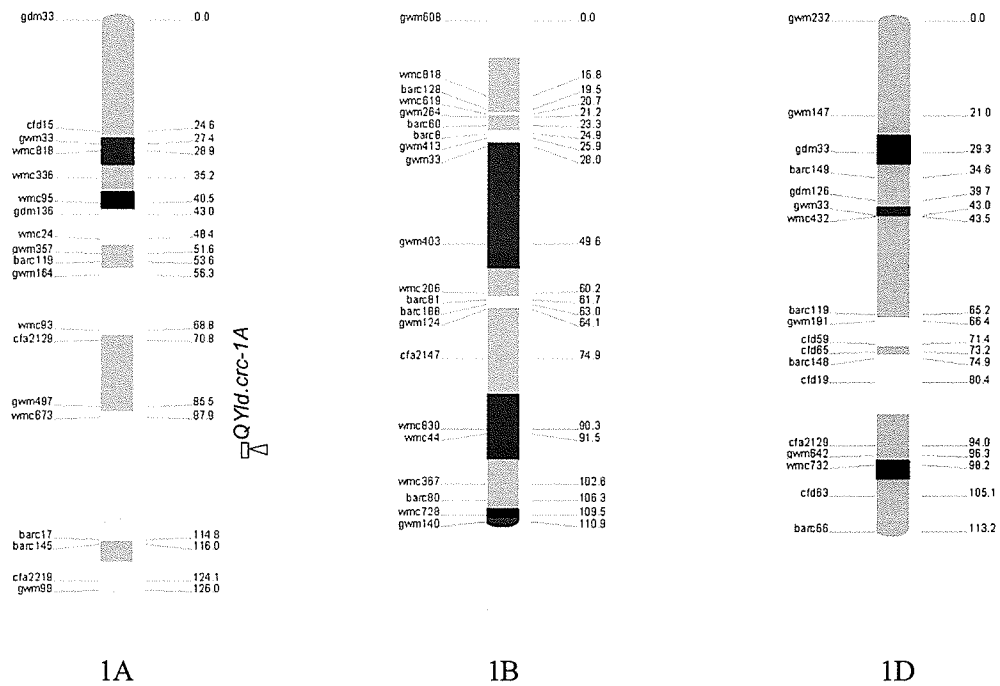 gdm33 0.0
cfd15 24.6
gwm33 27.4
wmc818 28.9
wmc336 35.2
wmc95 40.5
gdm136 43.0
wmc24 48.4
gwm357 51.6
barc119 53.6
gwm164 56.3
wmc93 68.8
cfa2129 70.8
gwm497 85.5
wmc673 87.9
QYld.crc-1A
barc17 114.8
barc145 116.0
cfa2219 124.1
gwm99 126.0
1A
gwm608 0.0
wmc818 16.8
barc128 19.5
wmc619 20.7
gwm264 21.2
barc60 23.3
barc8 24.9
gwm413 25.9
gwm33 28.0
gwm403 49.6
wmc206 60.2
barc81 61.7
barc188 63.0
gwm124 64.1
cfa2147 74.9
wmc830 90.3
wmc44 91.5
wmc367 102.6
barc80 106.3
wmc728 109.5
gwm140 110.9
1B
gwm232 0.0
gwm147 21.0
gdm33 29.3
barc149 34.6
gdm126 39.7
gwm33 43.0
wmc432 43.5
barc119 65.2
gwm191 66.4
cfd59 71.4
cfd65 73.2
barc148 74.9
cfd19 80.4
cfa2129 94.0
gwm642 96.3
wmc732 98.2
cfd63 105.1
barc66 113.2
1D